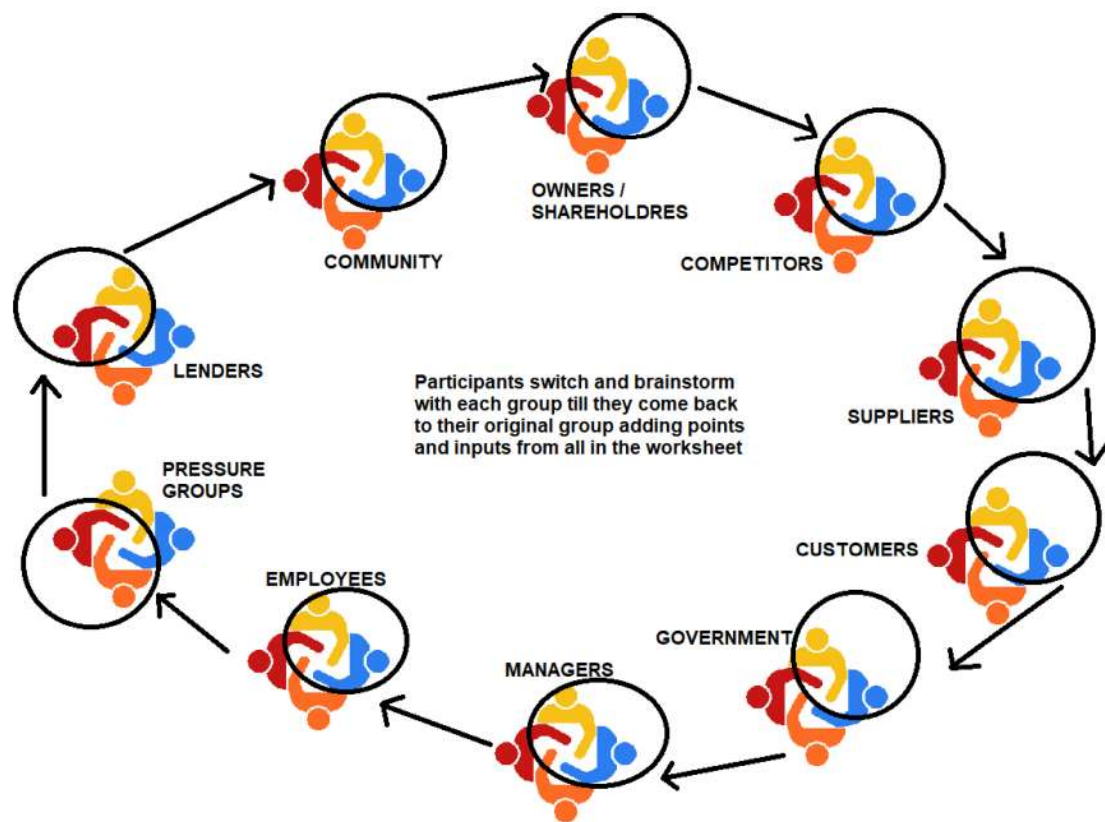 OWNERS /
SHAREHOLDRES
COMMUNITY
COMPETITORS
LENDERS
Participants switch and brainstorm
with each group till they come back
to their original group adding points
and inputs from all in the worksheet
SUPPLIERS
PRESSURE
GROUPS
CUSTOMERS
EMPLOYEES
GOVERNMENT
MANAGERS